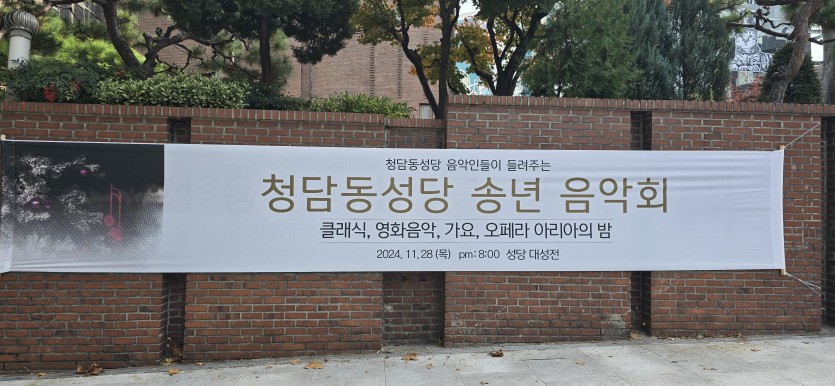 청담동성당 음악인들이 들려주는
청담동성당 송년 음악회
클래식, 영화음악, 가요, 오페라 아리아의 밤
2024. 11.28 (목) pm: 8:00 성당 대성전